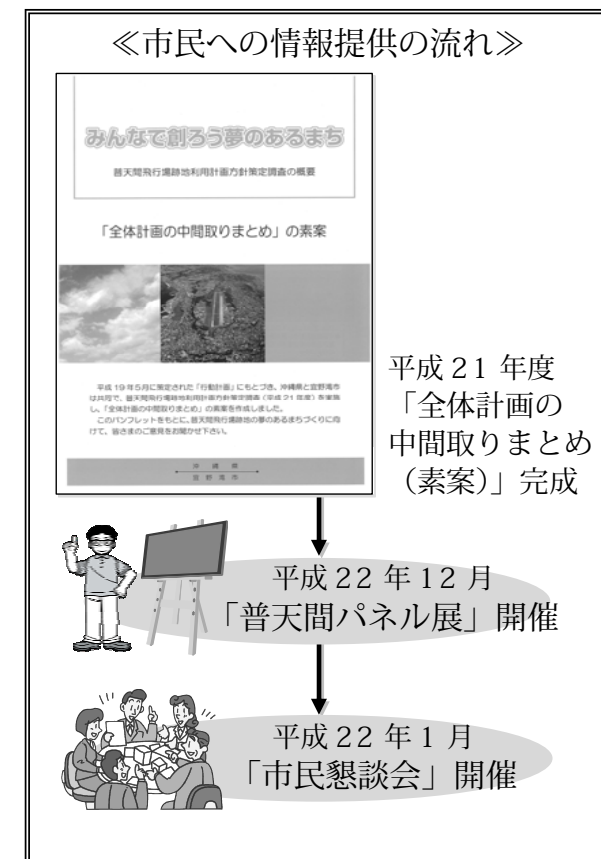 ≪市民への情報提供の流れ≫
みんなで創ろう夢のあるまち
普天間飛行場跡地利用計画方針策定調査の概要
「全体計画の中間取りまとめ」の素案
平成 19 年5月に策定された「行動計画」にもとづき、沖縄県と宜野湾市
は共同で、普天間飛行場跡地利用計画方針策定調査（平成 21 年度）を実施
し、「全体計画の中間取りまとめ」の素案を作成しました。
このパンフレットをもとに、普天間飛行場跡地の夢のあるまちづくりに向
けて、皆さまのご意見をお聞かせ下さい。
沖 縄 県
宜 野 湾 市
平成 21 年度
「全体計画の
中間取りまとめ
（素案）」完成
平成 22 年 12 月
「普天間パネル展」開催
平成 22 年 1 月
「市民懇談会」開催